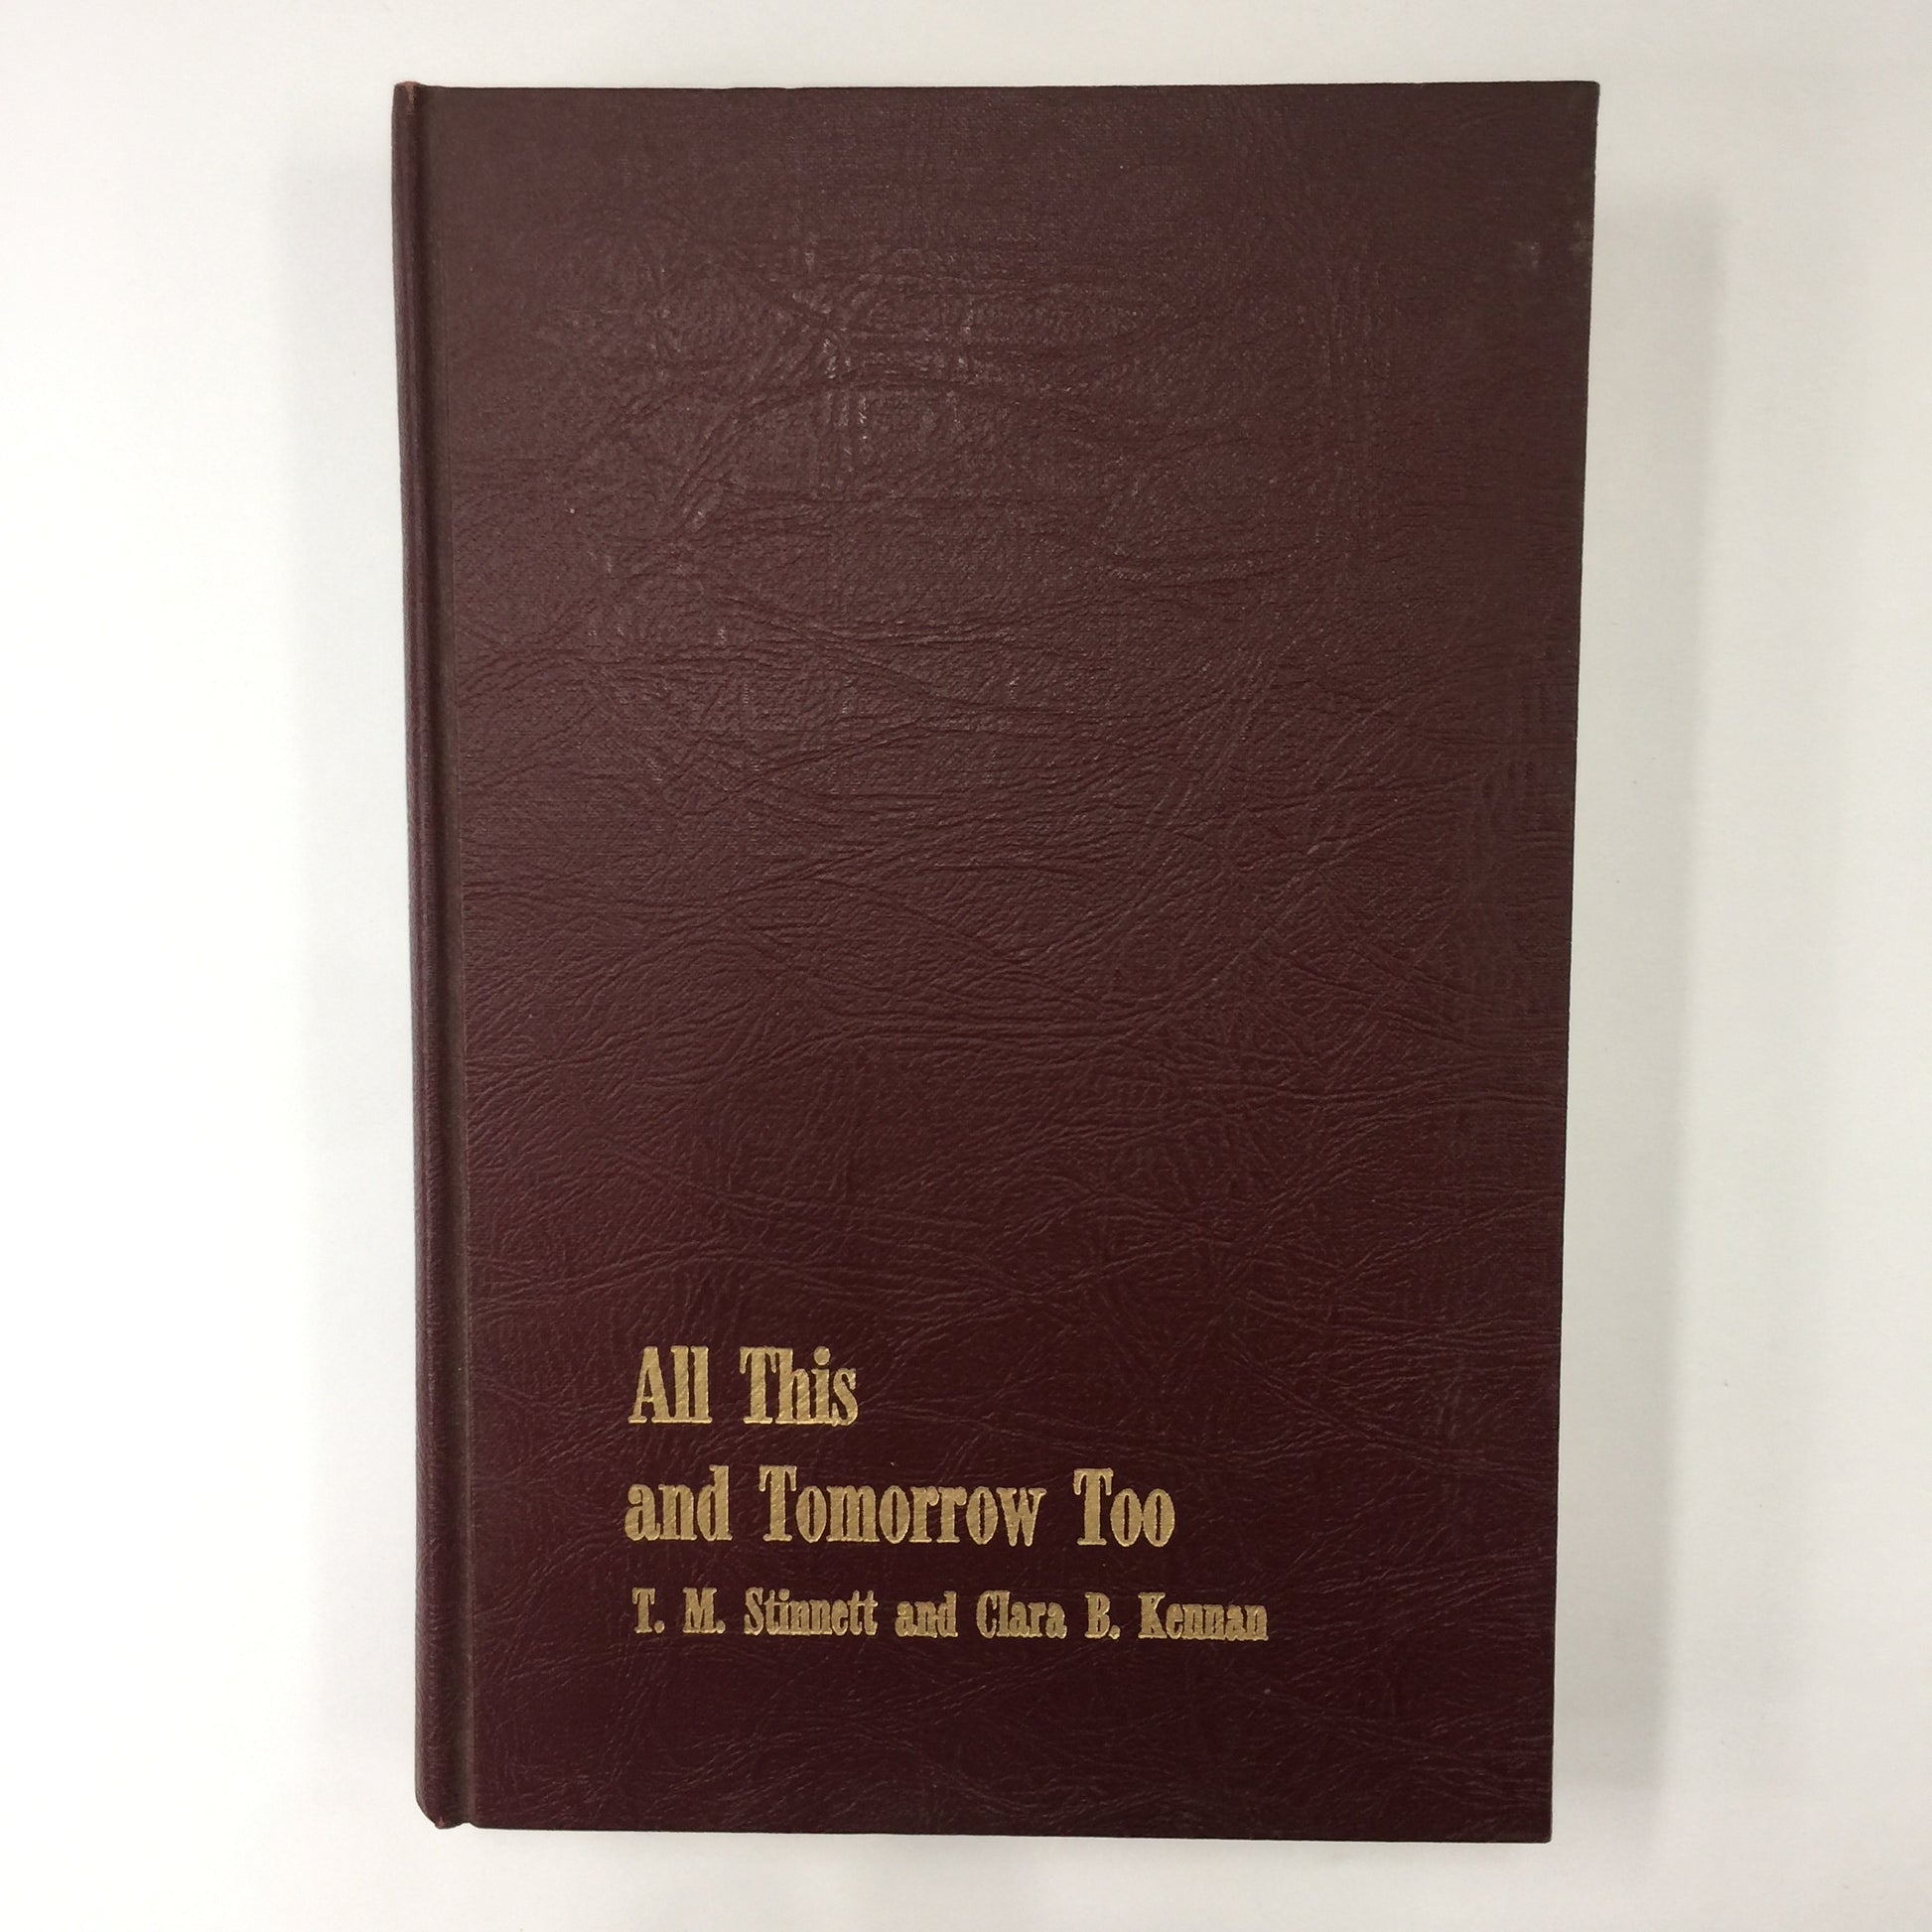 All This
and Tomorrow Too
T. M. Stinnett and Clara B. Kennan